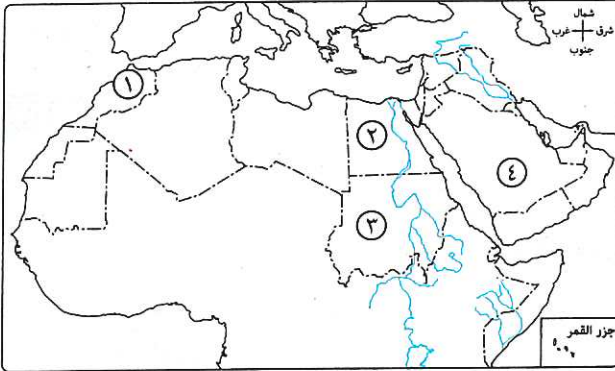 شمال
شرق
غرب
جنوب
١
٢
٣
٤
جزر القمر